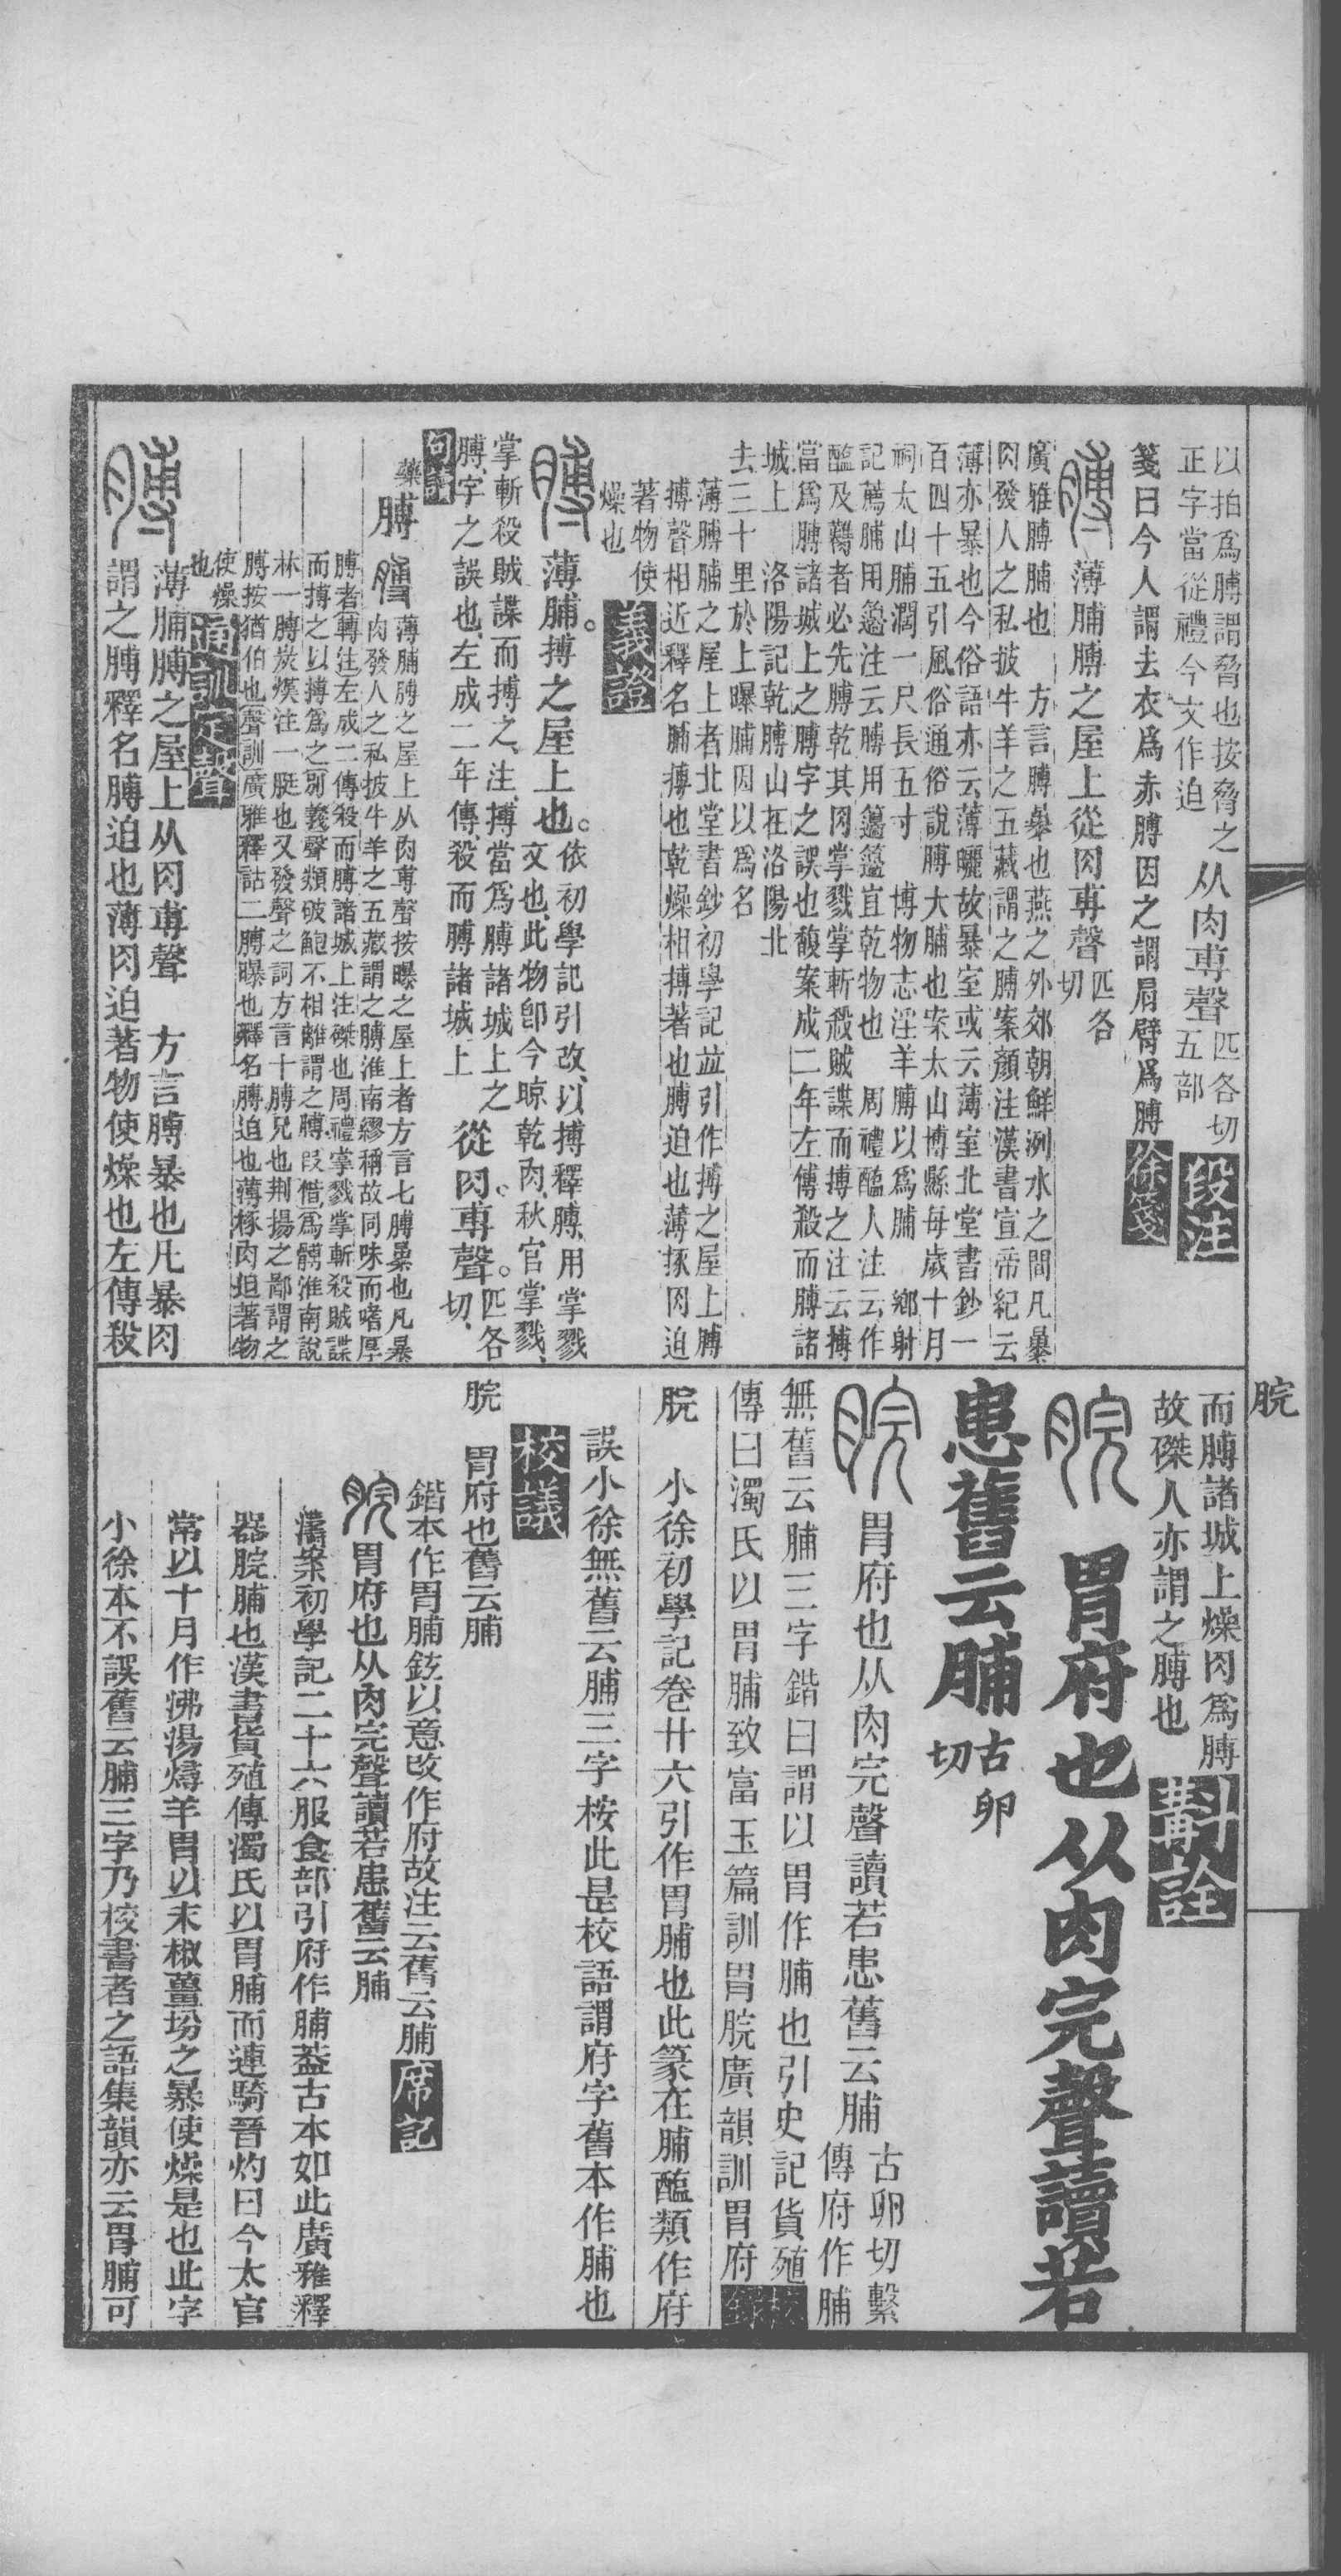 以拍爲膊謂脅也按脅之
正字當從禮今文作迫
从肉尃聲
匹各切
五部
段注
箋曰今人謂去衣爲赤膊因之謂肩臂爲膊
徐箋
薄脯膊之屋上從肉尃聲
匹各
切
廣雅膊脯也 方言膊暴也燕之外郊朝鮮洌水之閒凡暴
肉發人之私披牛羊之五藏謂之膊案顏注漢書宣帝紀云
薄亦暴也今俗語亦云薄曬故暴室或云薄室北堂書鈔一
百四十五引風俗通俗說膊大脯也案太山博縣每歲十月
祠太山脯濶一尺長五寸 博物志淫羊膊以爲脯 鄉射
記薦脯用籩注云膊用籩籩宜乾物也 周禮醢人注云作
醢及臡者必先膊乾其肉掌戮掌斬殺賊諜而搏之注云搏
當爲膊諸城上之膊字之誤也馥案成二年左傳殺而膊諸
城上 洛陽記乾膊山在洛陽北
去三十里於上曝脯因以爲名
薄膊脯之屋上者北堂書鈔初學記並引作搏之屋上膊
搏聲相近釋名脯搏也乾燥相搏著也膊迫也薄豚肉迫
著物使
燥也
義證
薄脯。搏之屋上也。
依初學記引改、以搏釋膊、用掌戮
文也、此物卽今晾乾肉、秋官掌戮、
掌斬殺賊諜而搏之、注、搏當爲膊諸城上之
膊、字之誤也、左成二年傳、殺而膊諸城上
從肉。尃聲。
匹各
切、
句讀
藥 膊
薄脯膊之屋上从肉尃聲按曝之屋上者方言七膊暴也凡暴
肉發人之私披牛羊之五藏謂之膊淮南繆稱故同味而嗜厚
膊者轉注左成二傳殺而膊諸城上注磔也周禮掌戮掌斬殺賊諜
而搏之以搏爲之別義聲類破鮑不相離謂之膊叚借爲髆淮南說
林一膊炭熯注一脡也又發聲之詞方言十膊兄也荆揚之鄙謂之
膊按猶伯也聲訓廣雅釋詁二膊曝也釋名膊迫也薄椓肉迫著物
使燥
也
通訓定聲
薄脯膊之屋上从肉尃聲 方言膊暴也凡暴肉
謂之膊釋名膊迫也薄肉迫著物使燥也左傳殺
而膊諸城上燥肉爲膊
故磔人亦謂之膊也
斠詮
脘
胃府也从肉完聲讀若
患舊云脯
古卵
切
胃府也从肉完聲讀若患舊云脯
古卵切繫
傳府作脯
無舊云脯三字鍇曰謂以胃作脯也引史記貨殖
傳曰濁氏以胃脯致富玉篇訓胃脘廣韻訓胃府
校錄
脘 小徐初學記卷廿六引作胃脯也此篆在脯醢類作府
誤小徐無舊云脯三字桉此是校語謂府字舊本作脯也
校議
脘 胃府也舊云脯
鍇本作胃脯鉉以意改作府故注云舊云脯
席記
胃府也从肉完聲讀若患舊云脯
濤案初學記二十六服食部引府作脯葢古本如此廣雅釋
器脘脯也漢書貨殖傳濁氏以胃脯而連騎晉灼曰今太官
常以十月作沸湯燖羊胃以末椒薑坋之暴使燥是也此字
小徐本不誤舊云脯三字乃校書者之語集韻亦云胃脯可